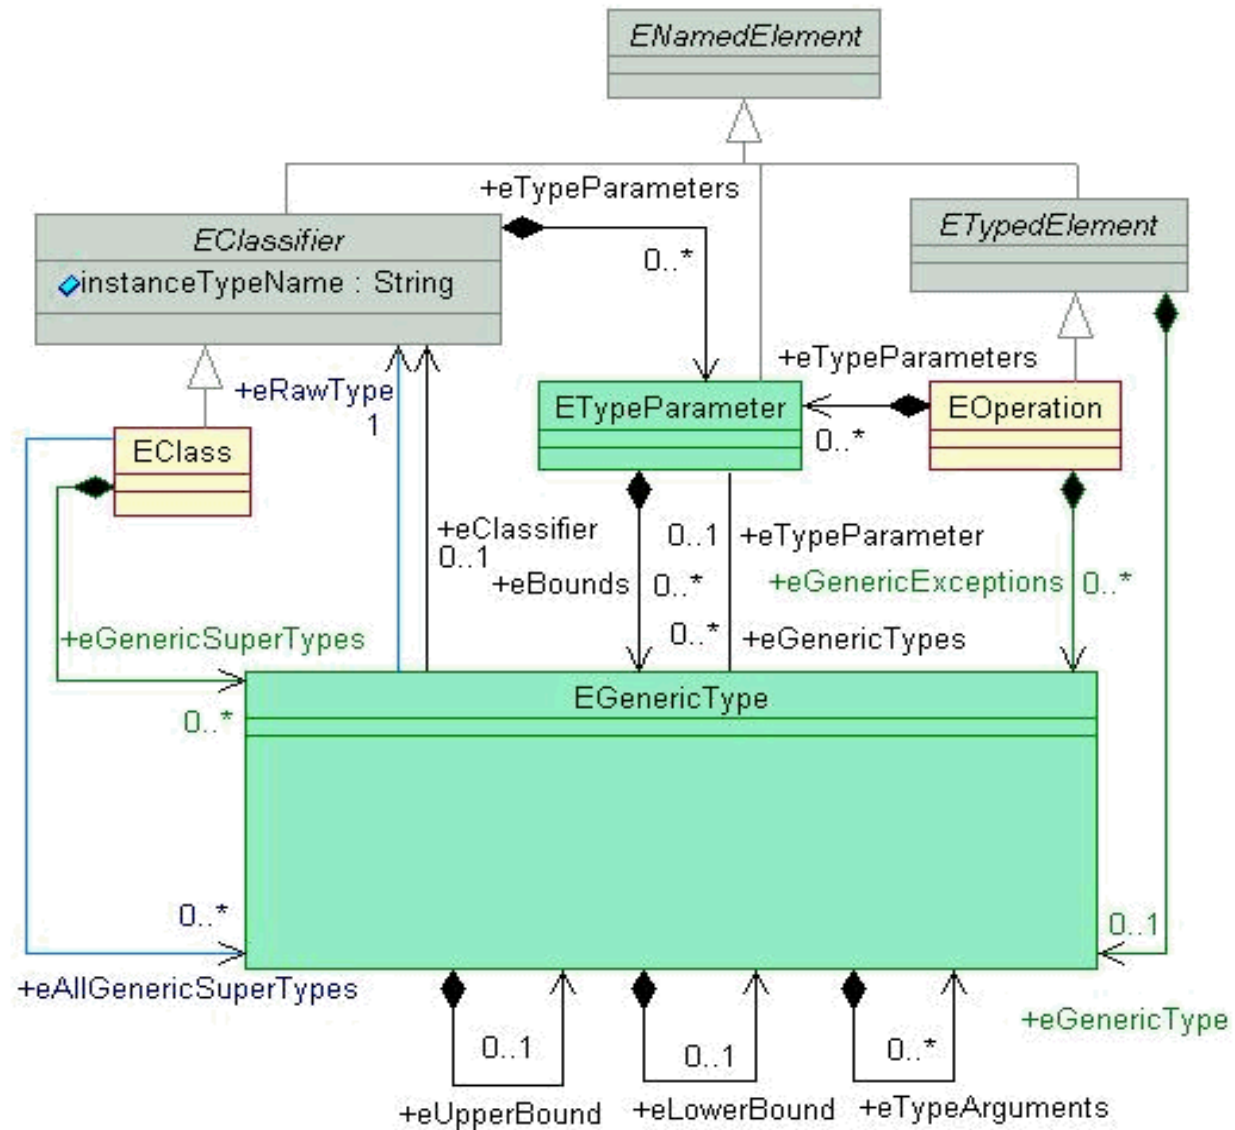 ENamedElement
+eTypeParameters
EClassifier
ETypedElement
0..*
instanceTypeName : String
+eTypeParameters
+eRawType
1
ETypeParameter
EOperation
0..*
EClass
+eClassifier
0..1
0..1
+eTypeParameter
+eBounds
0..*
+eGenericExceptions
0..*
+eGenericSuperTypes
0..*
+eGenericTypes
EGenericType
0..*
0..*
0..1
+eAllGenericSuperTypes
+eGenericType
0..1
0..1
0..*
+eUpperBound
+eLowerBound
+eTypeArguments